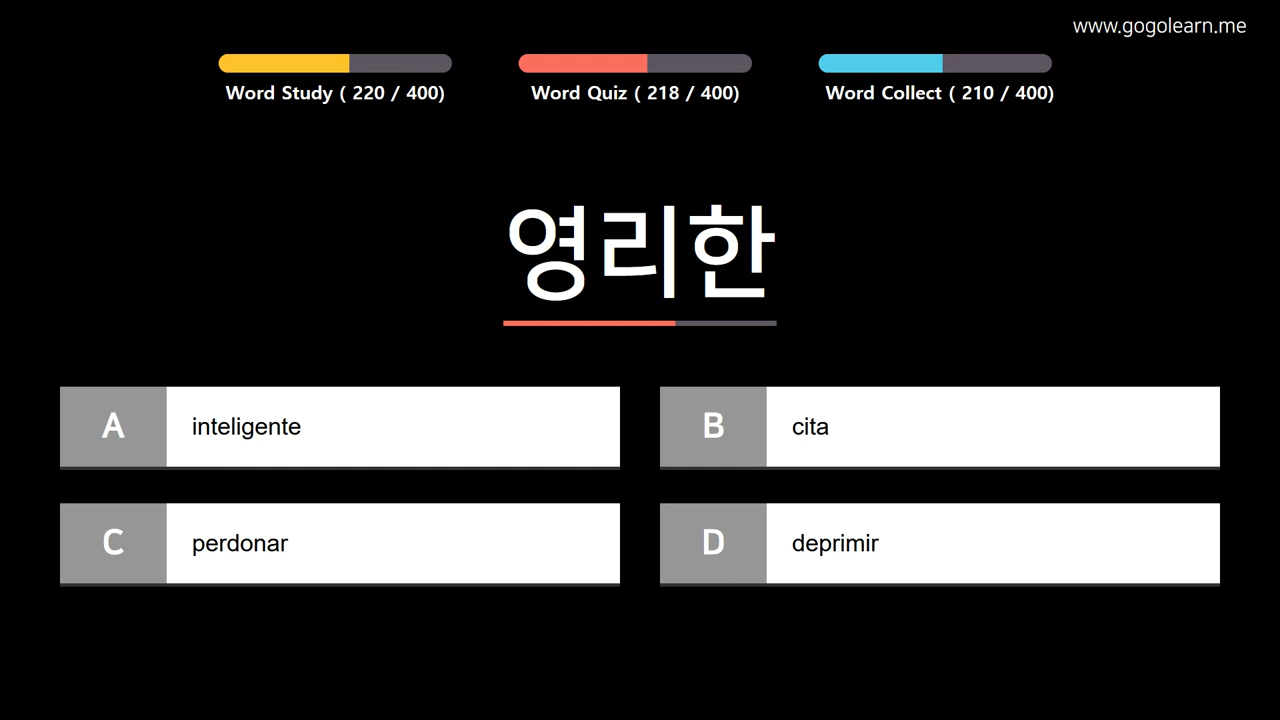 www.gogolearn.me
Word Study ( 220 / 400)
Word Quiz ( 218 / 400)
Word Collect ( 210 / 400)
영리한
A inteligente
B cita
C perdonar
D deprimir